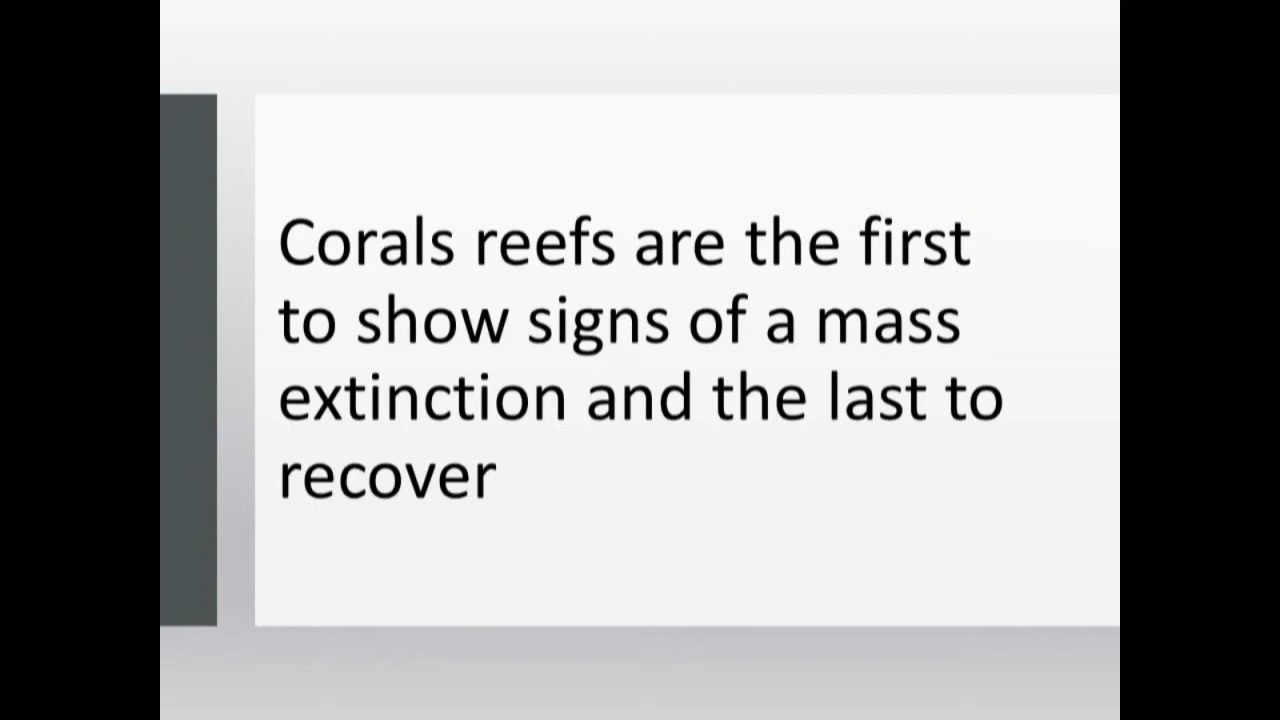 Corals reefs are the first
to show signs of a mass
extinction and the last to
recover